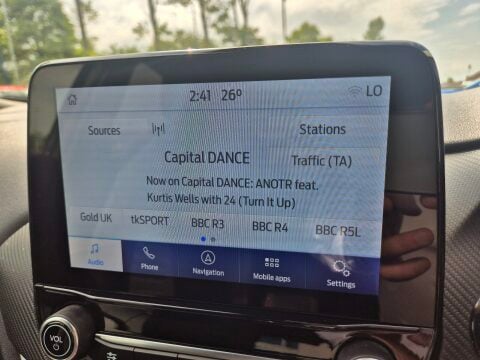 2:41 26º LO
Sources Stations
Capital DANCE Traffic (TA)
Now on Capital DANCE: ANOTR feat.
Kurtis Wells with 24 (Turn It Up)
Gold UK tkSPORT BBC R3 BBC R4 BBC R5L
Audio Phone Navigation Mobile apps Settings
VOL